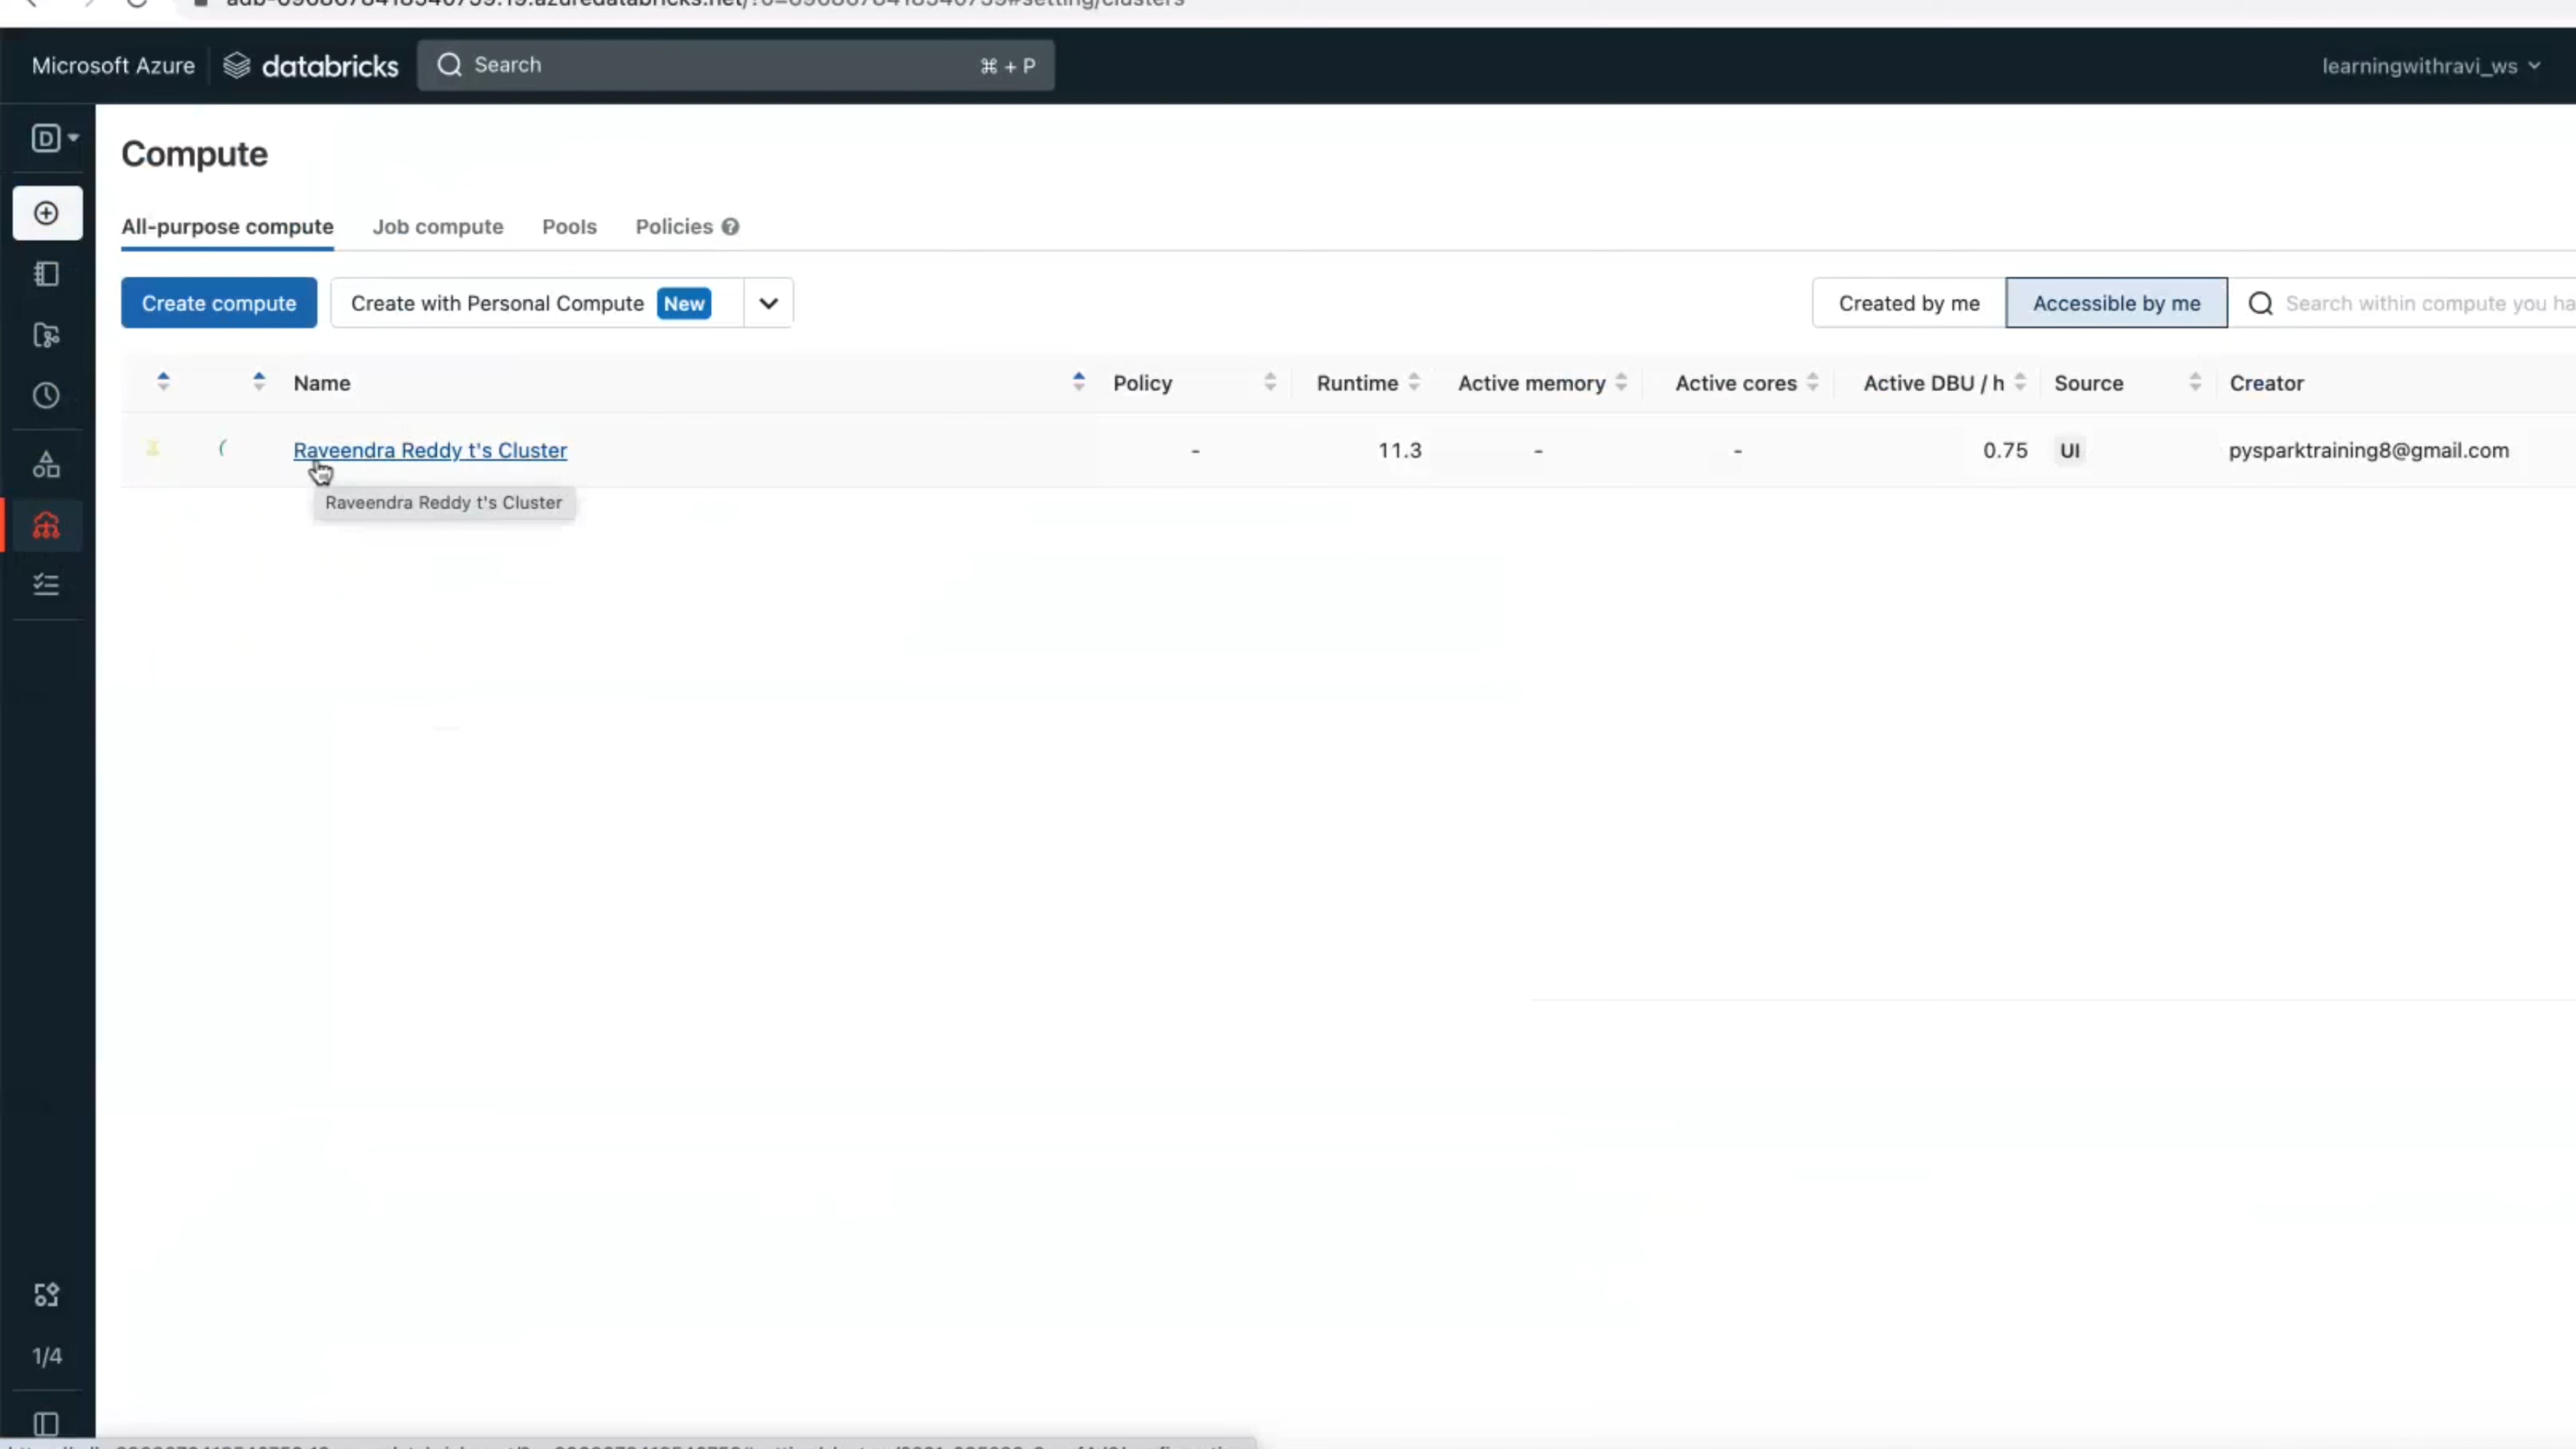 Microsoft Azure databricks Search ⌘ + P learningwithravi_ws
D
Compute
All-purpose compute Job compute Pools Policies ?
Create compute Create with Personal Compute New Created by me Accessible by me Search within compute you ha
Name Policy Runtime Active memory Active cores Active DBU / h Source Creator
Raveendra Reddy t's Cluster - 11.3 - - 0.75 UI pysparktraining8@gmail.com
Raveendra Reddy t's Cluster
1/4